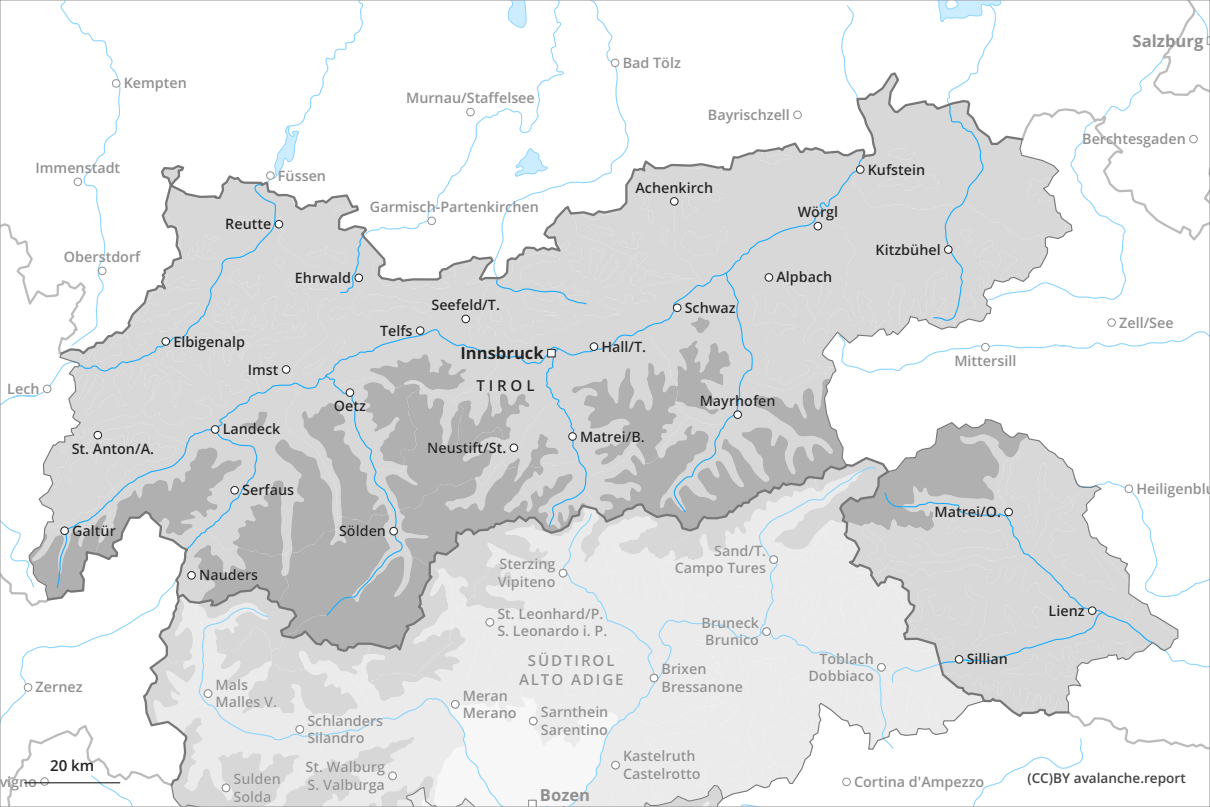 Salzburg
Bad Tölz
Kempten
Murnau/Staffelsee
Bayrischzell
Berchtesgaden
Immenstadt
Füssen
Kufstein
Achenkirch
Garmisch-Partenkirchen
Wörgl
Reutte
Kitzbühel
Oberstdorf
Ehrwald
Alpbach
Seefeld/T.
Schwaz
Zell/See
Telfs
Elbigenalp
Innsbruck
Hall/T.
Mittersill
Imst
TIROL
Lech
Oetz
Mayrhofen
Landeck
Matrei/B.
St. Anton/A.
Neustift/St.
Serfaus
Heiligenblu
Matrei/O.
Galtür
Sölden
Sand/T.
Campo Tures
Sterzing
Vipiteno
Nauders
Lienz
St. Leonhard/P.
S. Leonardo i. P.
Bruneck
Brunico
SÜDTIROL
ALTO ADIGE
Toblach
Dobbiaco
Sillian
Brixen
Bressanone
Zernez
Mals
Malles V.
Meran
Merano
Sarnthein
Sarentino
Schlanders
Silandro
Kastelruth
Castelrotto
St. Walburg
S. Valburga
20 km
vigno
Sulden
Solda
Cortina d'Ampezzo
(CC)BY avalanche.report
Bozen